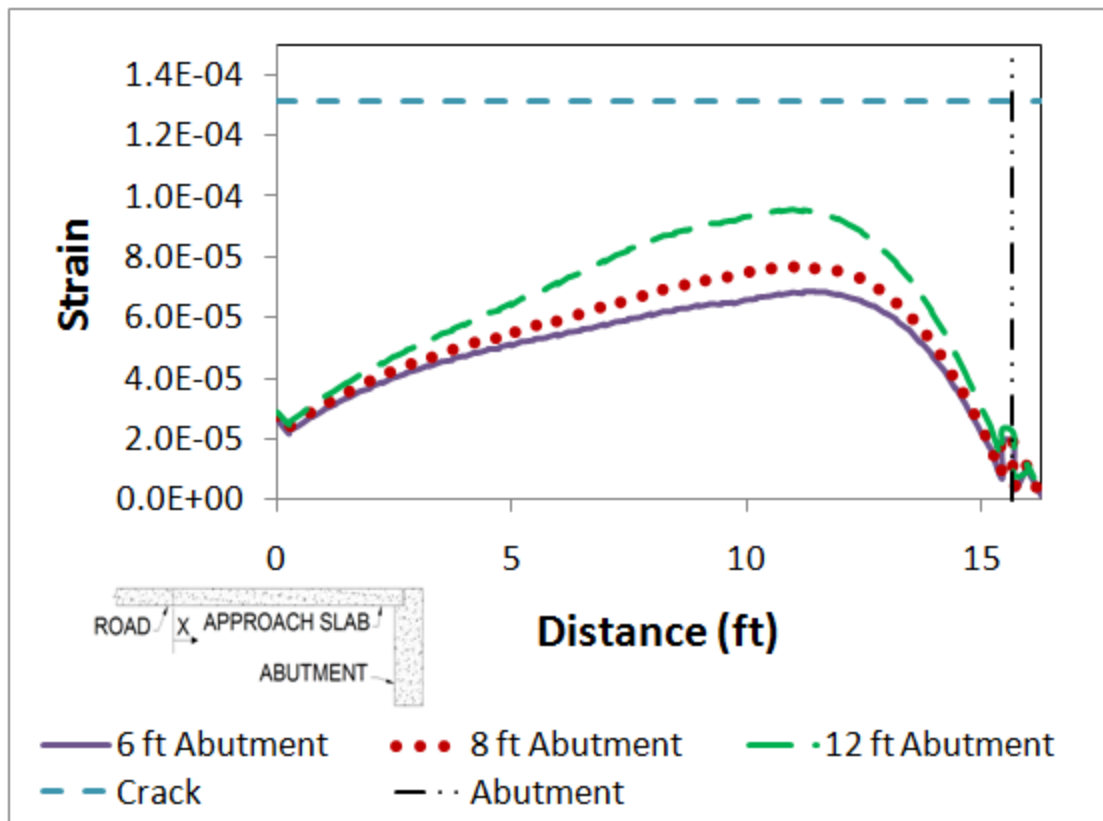 1.4E-04
1.2E-04
1.0E-04
8.0E-05
6.0E-05
4.0E-05
2.0E-05
0.0E+00
Strain
0 5 10 15
Distance (ft)
ROAD X APPROACH SLAB
ABUTMENT
6 ft Abutment 8 ft Abutment 12 ft Abutment
Crack Abutment